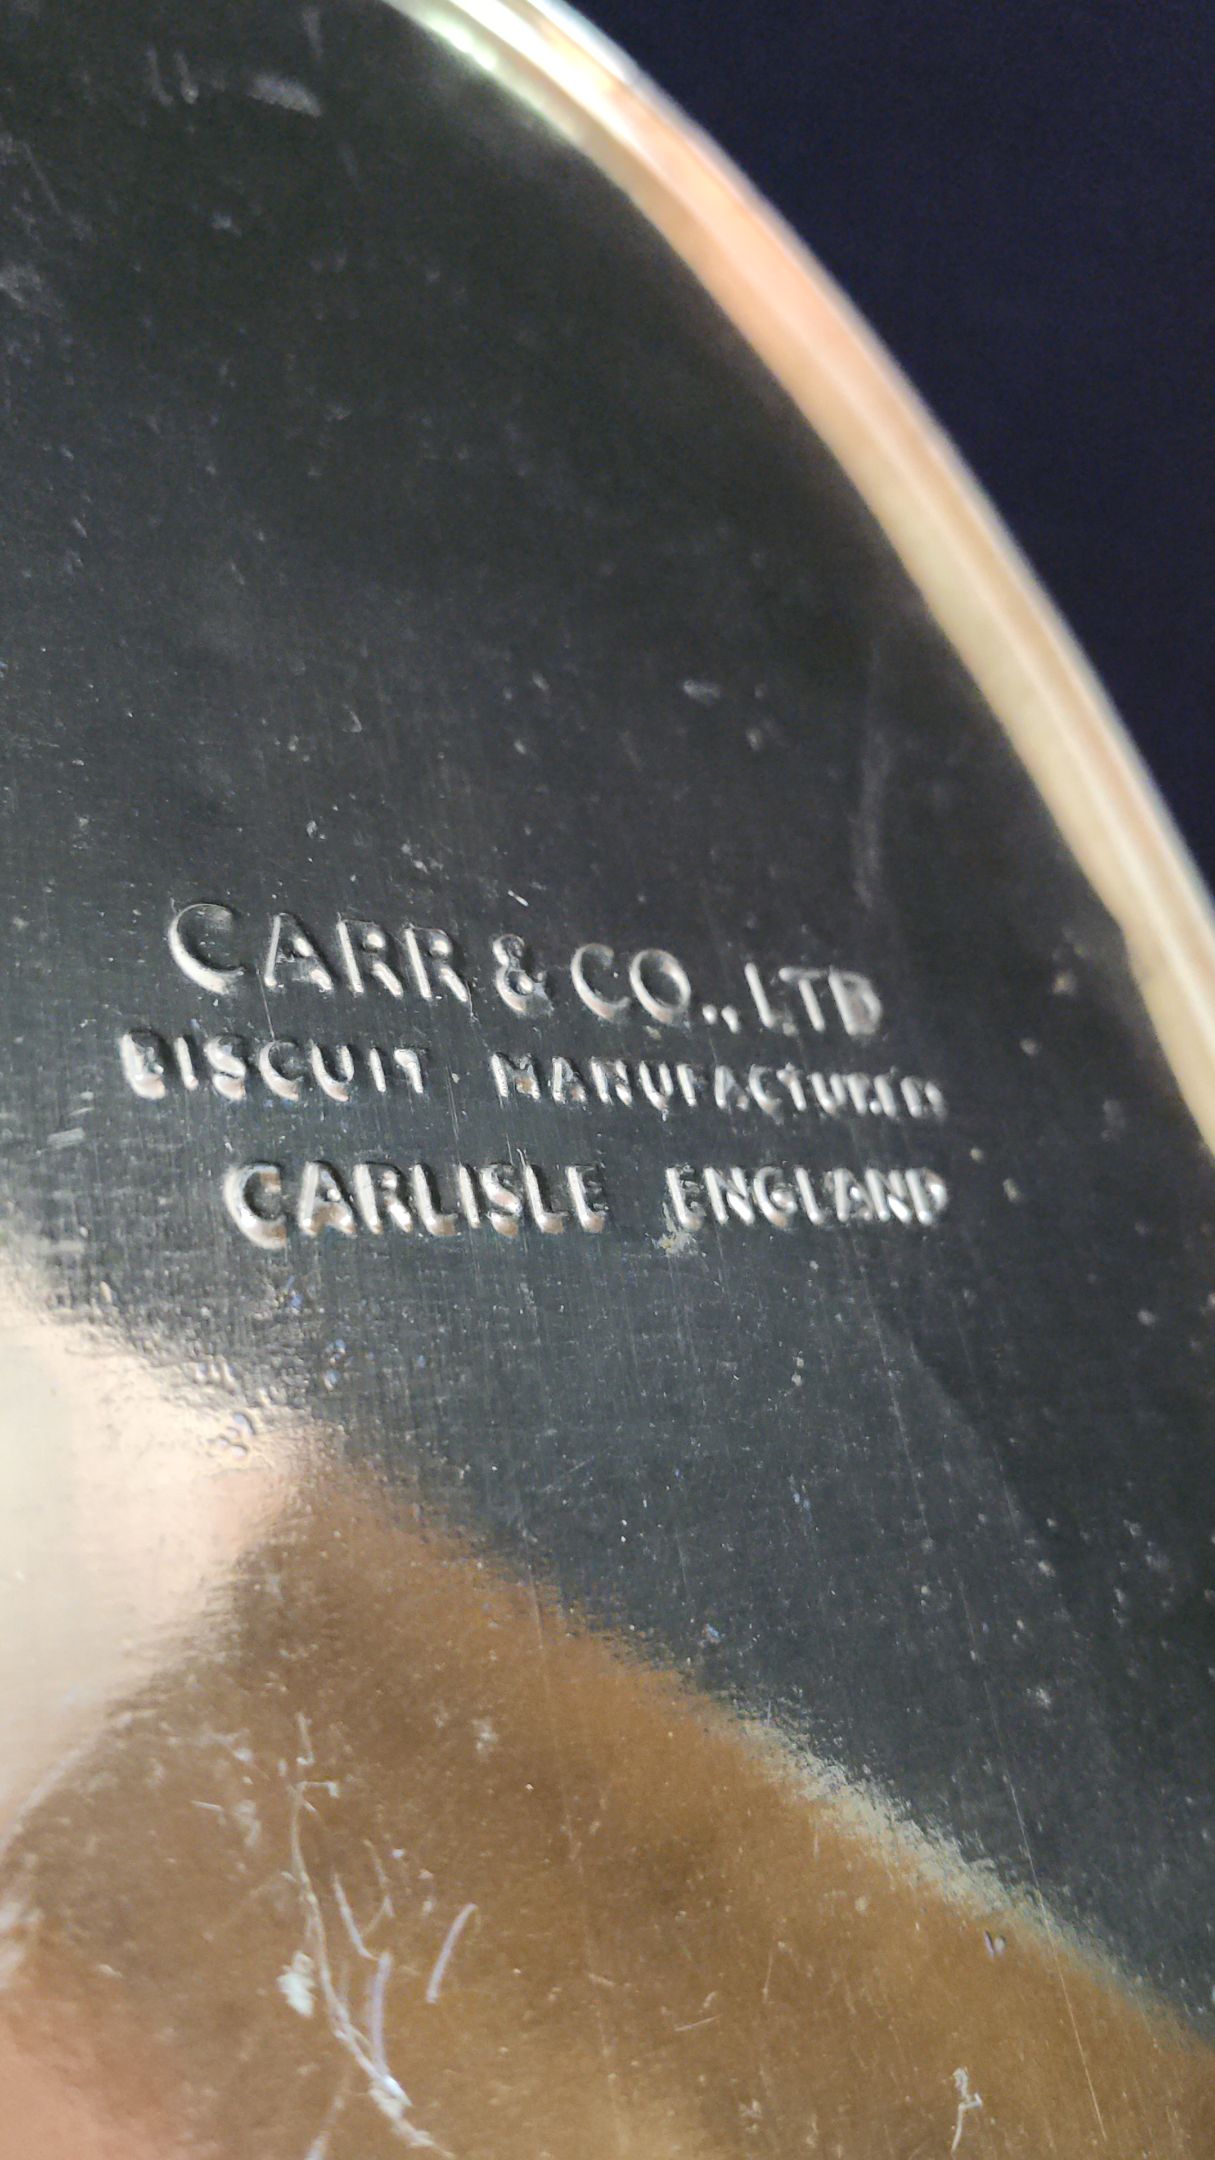 CARR & CO., LTD
BISCUIT MANUFACTURERS
CARLISLE ENGLAND